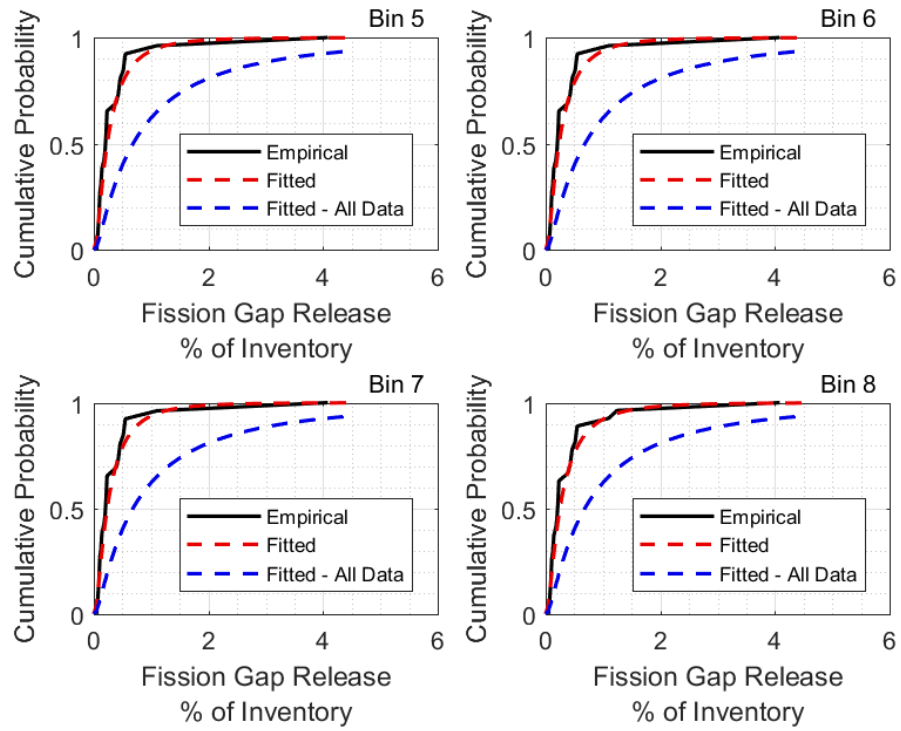 Bin 5
Cumulative Probability
1
0.5
0
Empirical
Fitted
Fitted - All Data
0
2
4
6
Fission Gap Release
% of Inventory
Bin 6
Cumulative Probability
1
0.5
0
Empirical
Fitted
Fitted - All Data
0
2
4
6
Fission Gap Release
% of Inventory
Bin 7
Cumulative Probability
1
0.5
0
Empirical
Fitted
Fitted - All Data
0
2
4
6
Fission Gap Release
% of Inventory
Bin 8
Cumulative Probability
1
0.5
0
Empirical
Fitted
Fitted - All Data
0
2
4
6
Fission Gap Release
% of Inventory